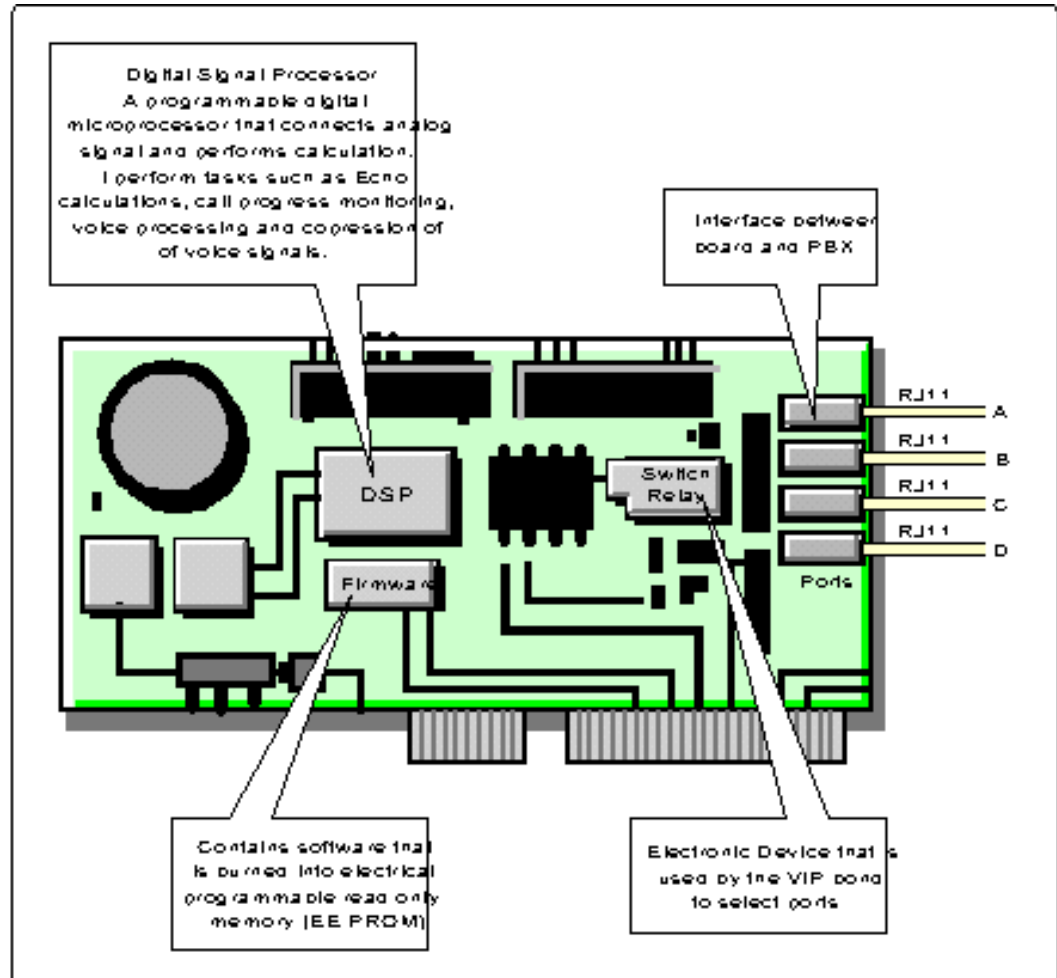 Digital Signal Processor
A programmable digital
microprocessor that connects analog
signal and performs calculation.
I perform tasks such as Echo
calculations, call progress monitoring,
voice processing and copression of
of voice signals.
Interface between
board and PBX
RJ11
A
RJ11
B
RJ11
C
RJ11
D
Ports
DSP
Switch
Relay
Firmware
Contains software that
is burned into electrical
programmable read only
memory (EE PROM)
Electronic Device that is
used by the VIP
to select ports